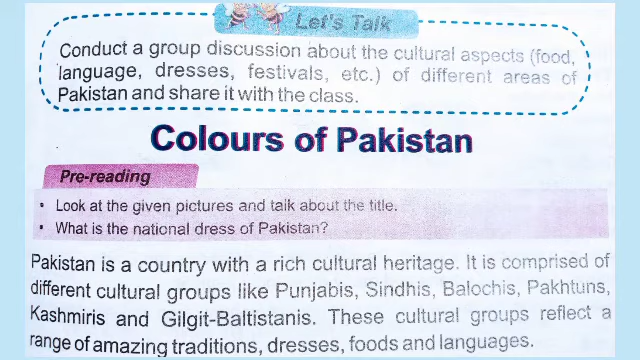 Let's Talk
Conduct a group discussion about the cultural aspects (food,
language, dresses, festivals, etc.) of different areas of
Pakistan and share it with the class.
Colours of Pakistan
Pre-reading
• Look at the given pictures and talk about the title.
• What is the national dress of Pakistan?
Pakistan is a country with a rich cultural heritage. It is comprised of
different cultural groups like Punjabis, Sindhis, Balochis, Pakhtuns,
Kashmiris and Gilgit-Baltistanis. These cultural groups reflect a
range of amazing traditions, dresses, foods and languages.